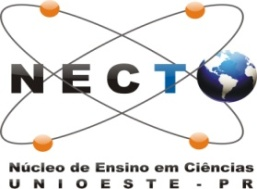 NECTO
Núcleo de Ensino em Ciências
UNIOESTE - PR